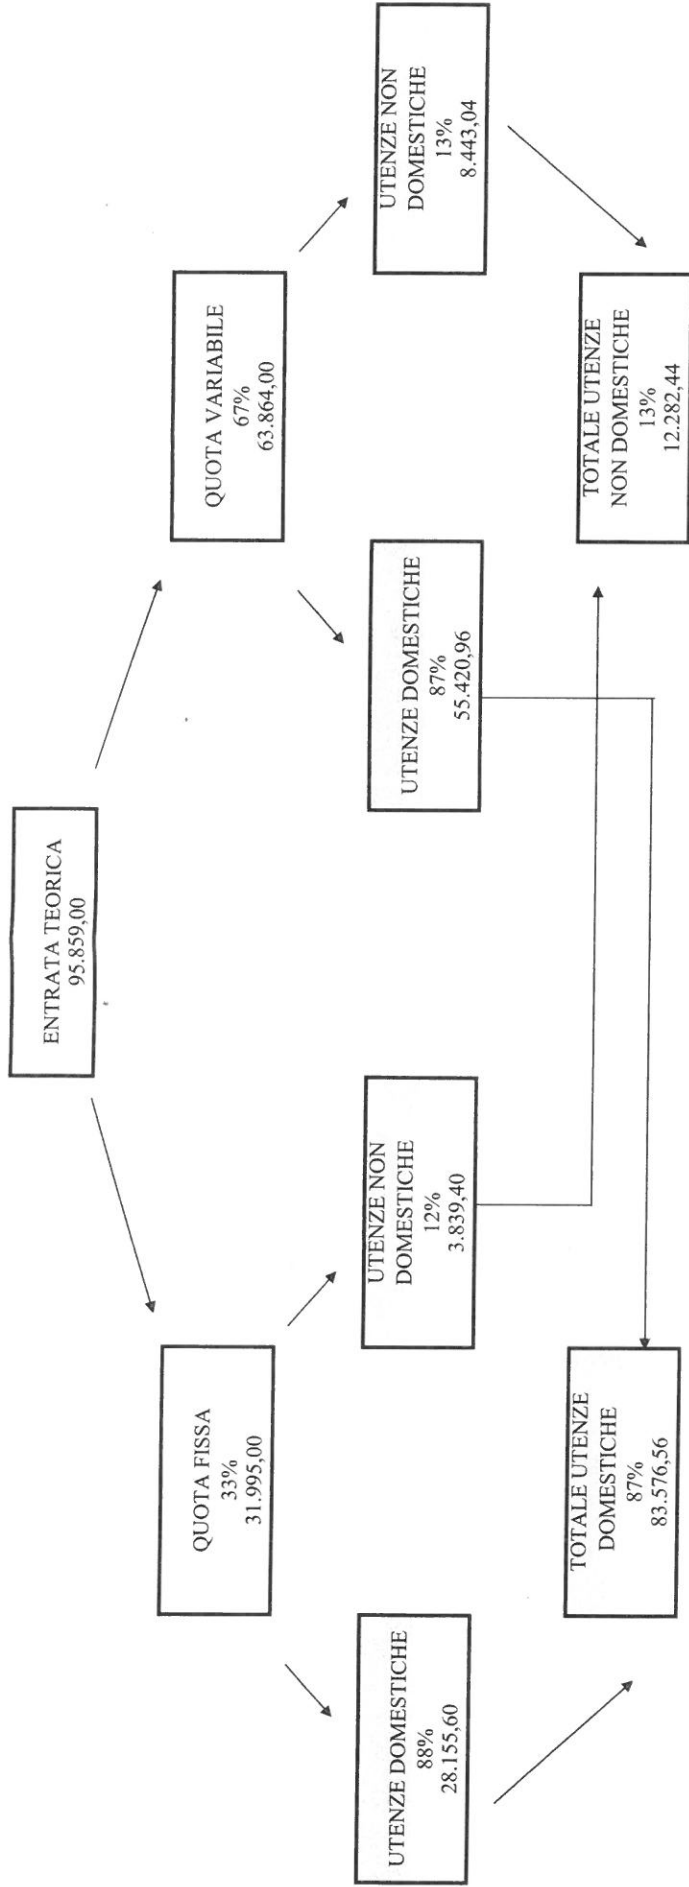 ENTRATA TEORICA
95.859,00
QUOTA FISSA
33%
31.995,00
QUOTA VARIABILE
67%
63.864,00
UTENZE DOMESTICHE
88%
28.155,60
UTENZE NON
DOMESTICHE
12%
3.839,40
UTENZE DOMESTICHE
87%
55.420,96
UTENZE NON
DOMESTICHE
13%
8.443,04
TOTALE UTENZE
DOMESTICHE
87%
83.576,56
TOTALE UTENZE
NON DOMESTICHE
13%
12.282,44